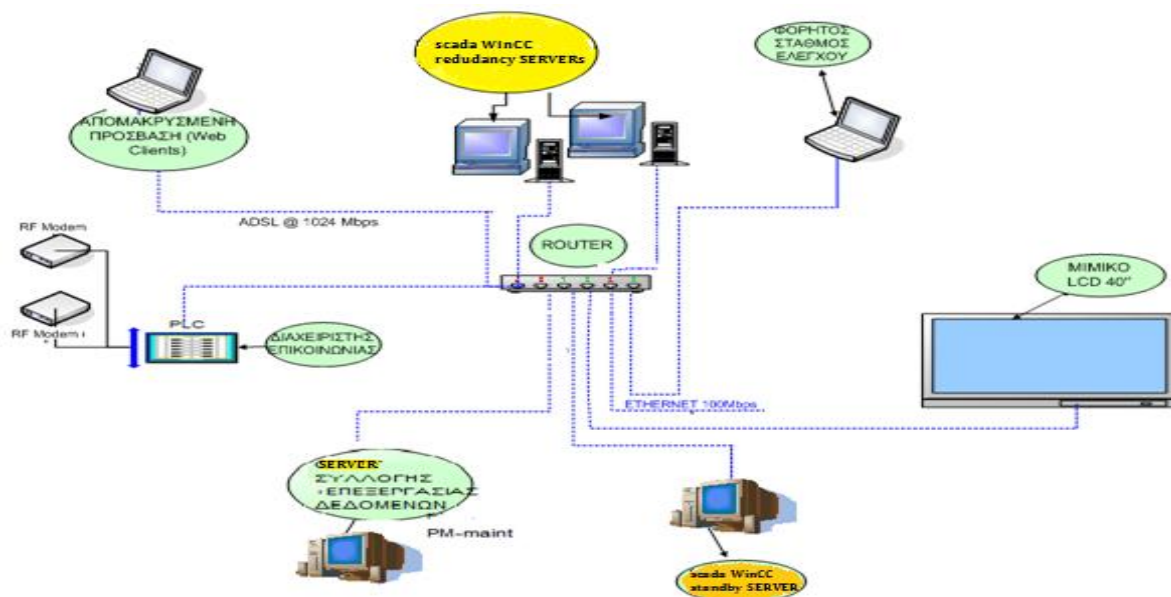 scada WinCC
redudancy SERVERs
ΦΟΡΗΤΟΣ
ΣΤΑΘΜΟΣ
ΕΛΕΓΧΟΥ
ΑΠΟΜΑΚΡΥΣΜΕΝΗ
ΠΡΟΣΒΑΣΗ (Web
Clients)
ADSL @ 1024 Mbps
RF Modem
ROUTER
ΜΙΜΙΚΟ
LCD 40"
RF Modem
PLC
ΔΙΑΧΕΙΡΙΣΤΗΣ
ΕΠΙΚΟΙΝΩΝΙΑΣ
ETHERNET 100Mbps
SERVER
ΣΥΛΛΟΓΗΣ
+ΕΠΕΞΕΡΓΑΣΙΑΣ
ΔΕΔΟΜΕΝΩΝ
PM-maint
scada WinCC
standby SERVER